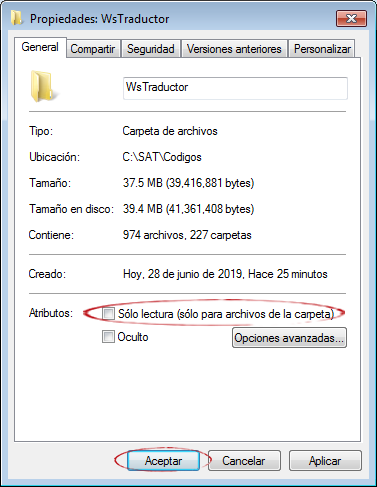 Propiedades: WsTraductor
General Compartir Seguridad Versiones anteriores Personalizar
WsTraductor
Tipo: Carpeta de archivos
Ubicación: C:\SAT\Codigos
Tamaño: 37.5 MB (39,416,881 bytes)
Tamaño en disco: 39.4 MB (41,361,408 bytes)
Contiene: 974 archivos, 227 carpetas
Creado: Hoy, 28 de junio de 2019, Hace 25 minutos
Atributos: Sólo lectura (sólo para archivos de la carpeta)
Oculto Opciones avanzadas...
Aceptar Cancelar Aplicar